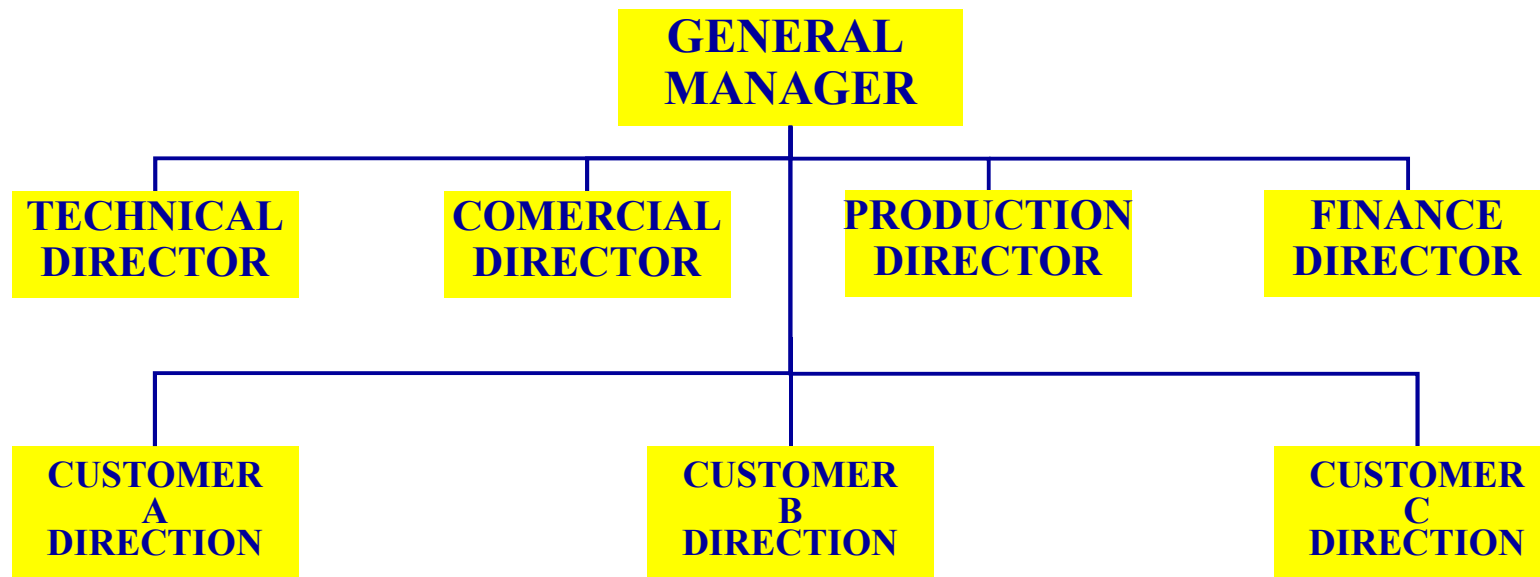 GENERAL
MANAGER
TECHNICAL
DIRECTOR
COMERCIAL
DIRECTOR
PRODUCTION
DIRECTOR
FINANCE
DIRECTOR
CUSTOMER
A
DIRECTION
CUSTOMER
B
DIRECTION
CUSTOMER
C
DIRECTION